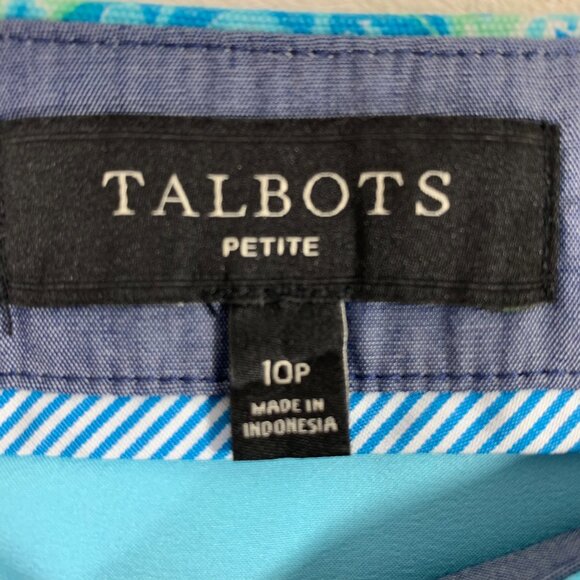 TALBOTS
PETITE
10P
MADE IN
INDONESIA